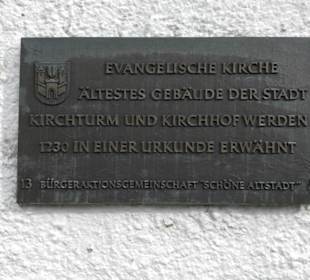 EVANGELISCHE KIRCHE
ÄLTESTES GEBÄUDE DER STADT
KIRCHTURM UND KIRCHHOF WERDEN
1230 IN EINER URKUNDE ERWÄHNT
13 BÜRGERAKTIONSGEMEINSCHAFT "SCHÖNE ALTSTADT"